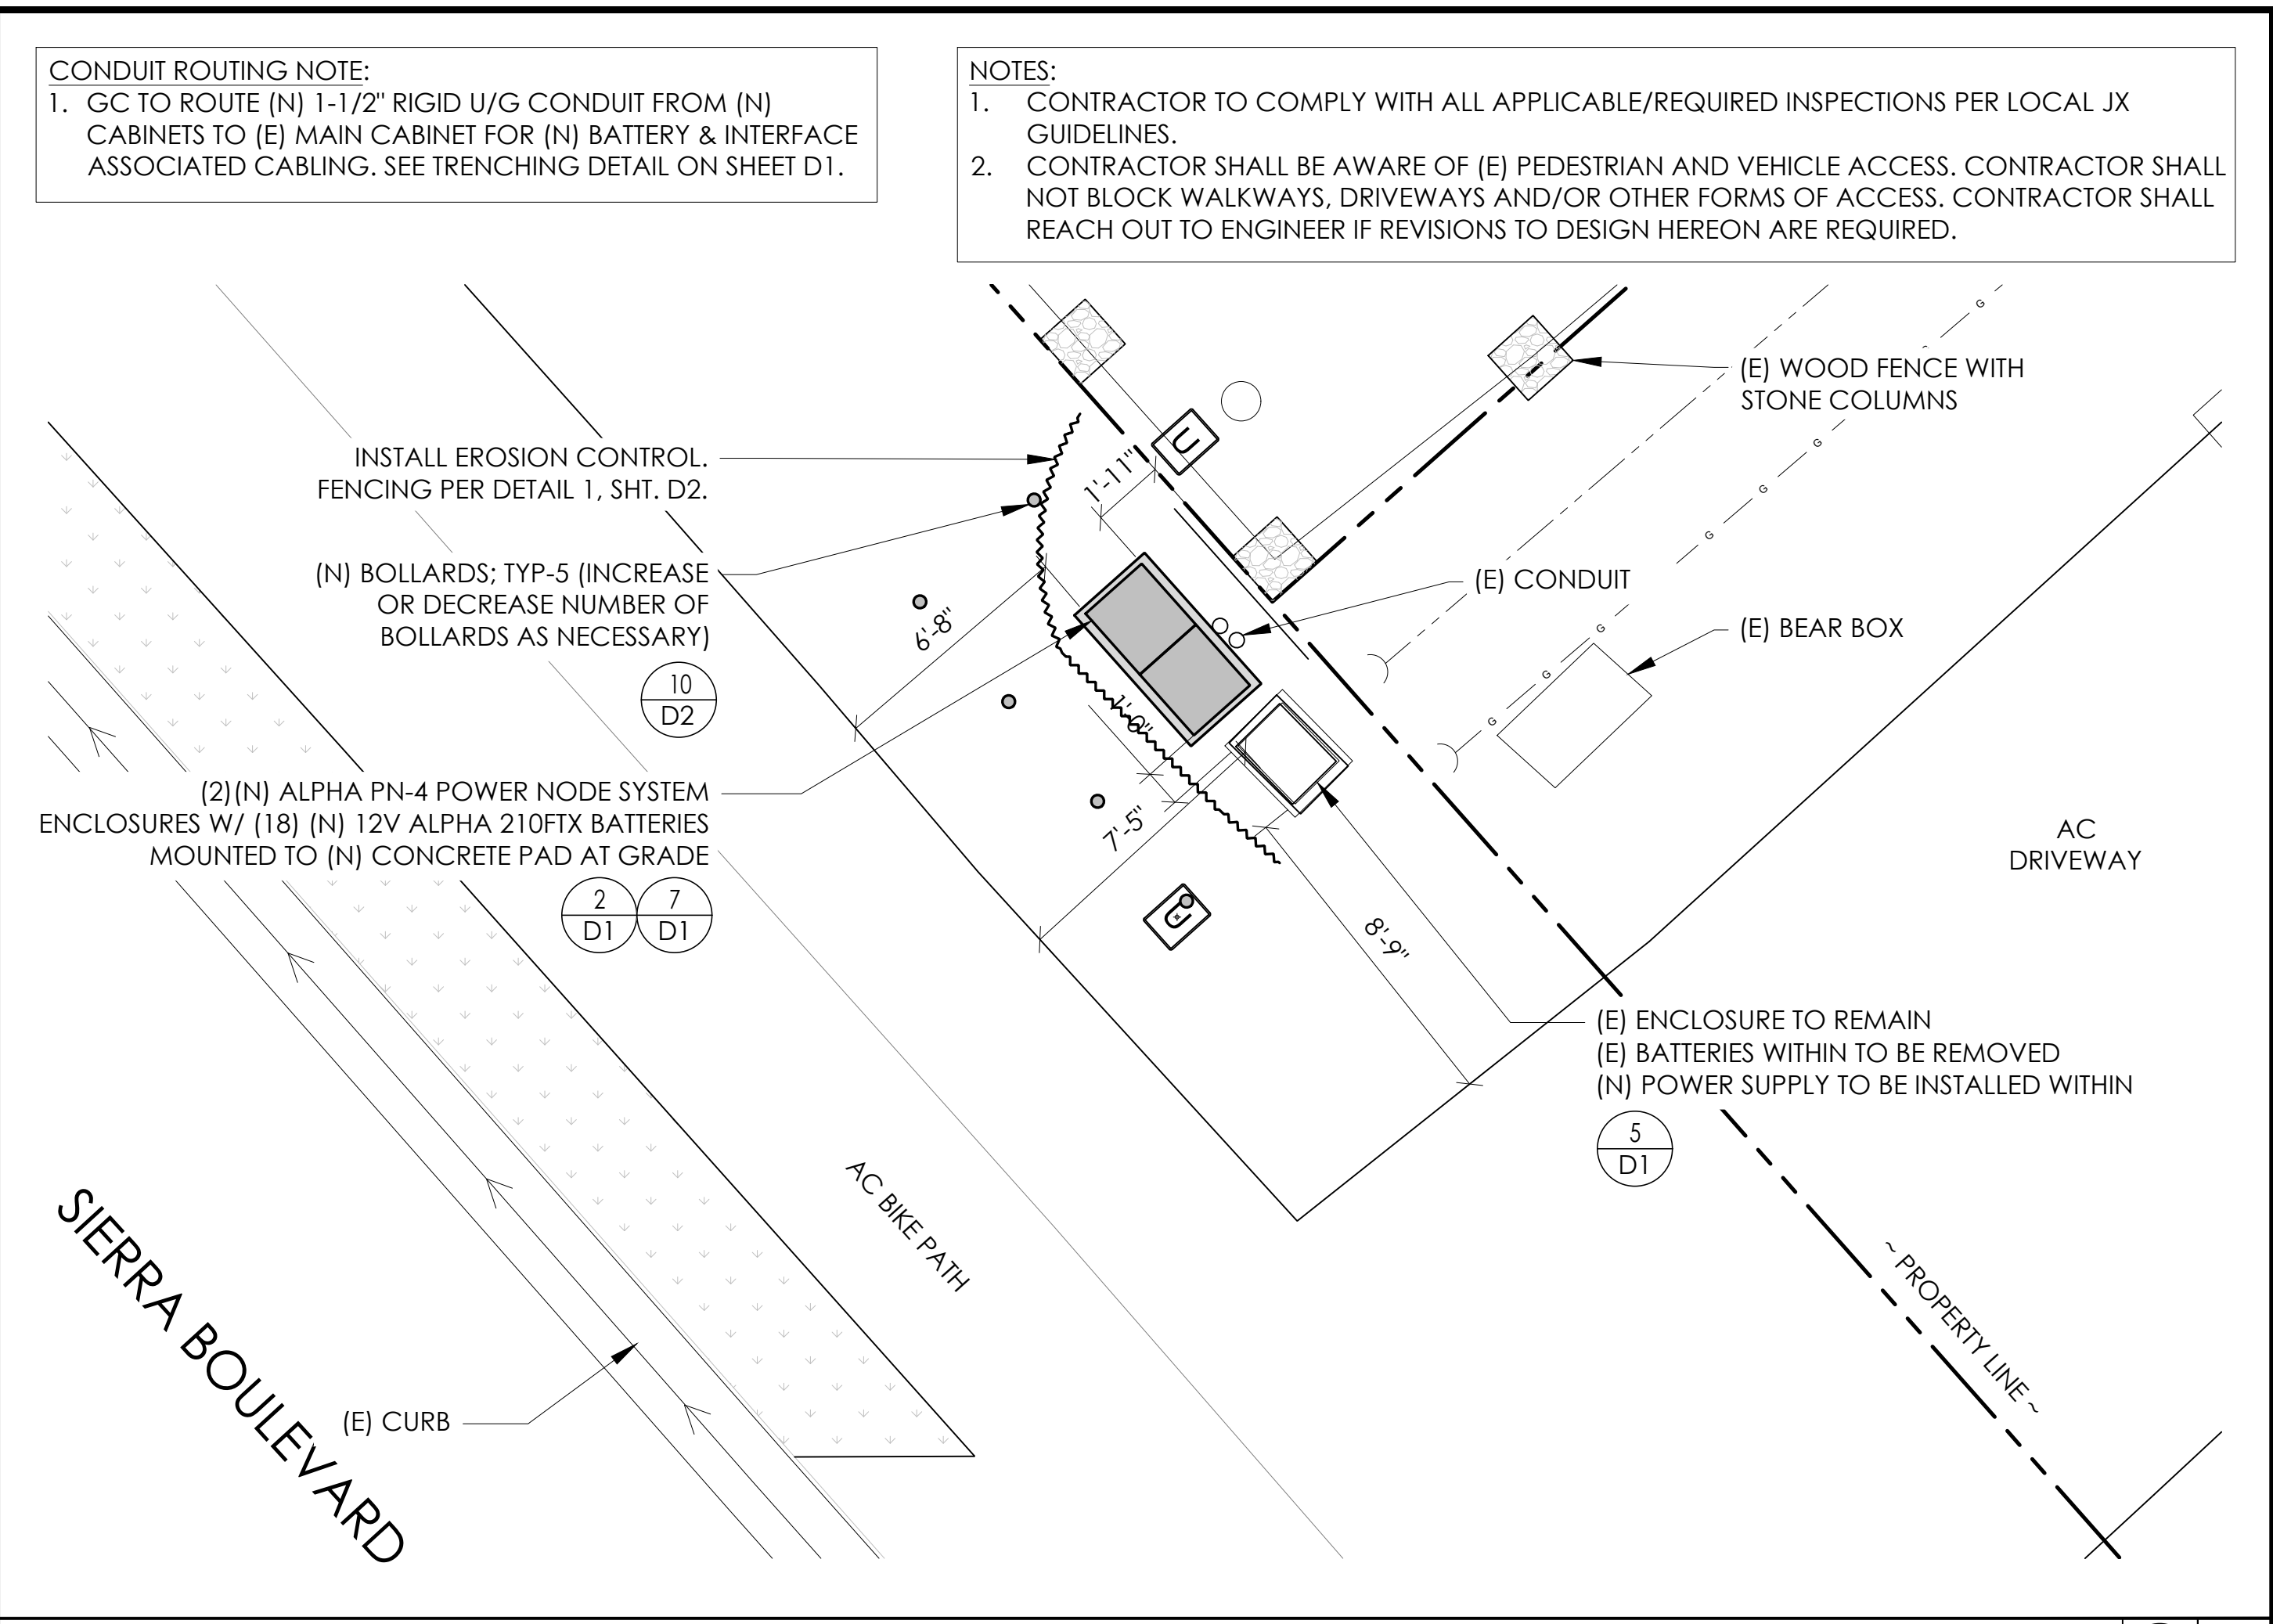 CONDUIT ROUTING NOTE:
1. GC TO ROUTE (N) 1-1/2" RIGID U/G CONDUIT FROM (N)
CABINETS TO (E) MAIN CABINET FOR (N) BATTERY & INTERFACE
ASSOCIATED CABLING. SEE TRENCHING DETAIL ON SHEET D1.
NOTES:
1. CONTRACTOR TO COMPLY WITH ALL APPLICABLE/REQUIRED INSPECTIONS PER LOCAL JX
GUIDELINES.
2. CONTRACTOR SHALL BE AWARE OF (E) PEDESTRIAN AND VEHICLE ACCESS. CONTRACTOR SHALL
NOT BLOCK WALKWAYS, DRIVEWAYS AND/OR OTHER FORMS OF ACCESS. CONTRACTOR SHALL
REACH OUT TO ENGINEER IF REVISIONS TO DESIGN HEREON ARE REQUIRED.
INSTALL EROSION CONTROL.
FENCING PER DETAIL 1, SHT. D2.
(N) BOLLARDS; TYP-5 (INCREASE
OR DECREASE NUMBER OF
BOLLARDS AS NECESSARY)
10
D2
(2)(N) ALPHA PN-4 POWER NODE SYSTEM
ENCLOSURES W/ (18) (N) 12V ALPHA 210FTX BATTERIES
MOUNTED TO (N) CONCRETE PAD AT GRADE
2
D1
7
D1
1'-11"
6'-8"
7'-5"
8'-9"
U
G
G
G
G
G
G
G
(E) WOOD FENCE WITH
STONE COLUMNS
(E) CONDUIT
(E) BEAR BOX
AC
DRIVEWAY
(E) ENCLOSURE TO REMAIN
(E) BATTERIES WITHIN TO BE REMOVED
(N) POWER SUPPLY TO BE INSTALLED WITHIN
5
D1
AC BIKE PATH
~ PROPERTY LINE ~
SIERRA BOULEVARD
(E) CURB